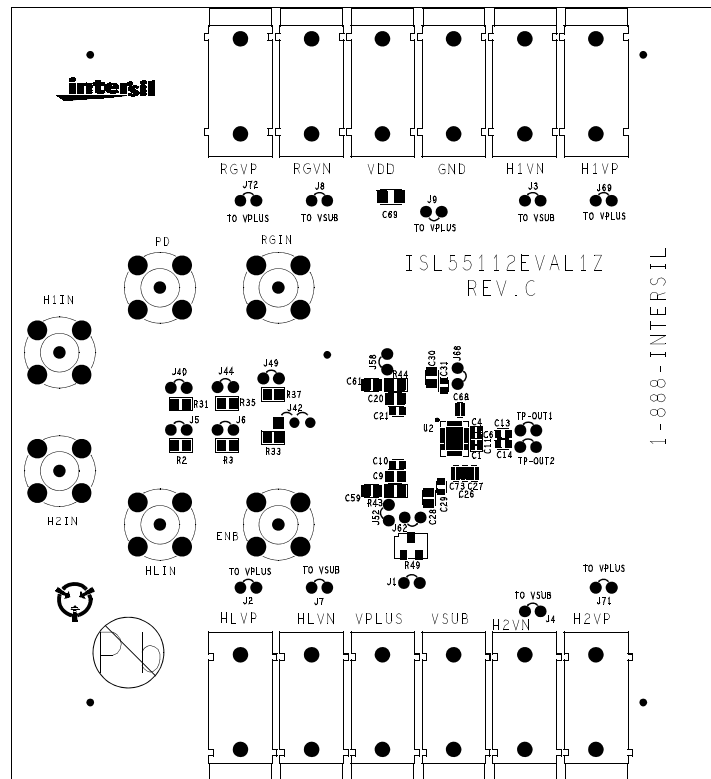 intersil
RGVP RGVN VDD GND H1VN H1VP
J72 J8 J9 J3 J69
TO VPLUS TO VSUB C69 TO VPLUS TO VSUB TO VPLUS
PD RGIN
ISL55112EVAL1Z
REV.C
1-888-INTERSIL
H1IN
J40 J44 J49 J58 C30 C31 J68
C61 R44
R31 R35 R37 C20 C68
J5 J6 J42 C21
U2 C4 C13 TP-OUT1
R2 R3 R33 C1 C14 TP-OUT2
C10
C9 C73 C27
C26
C59 R43 C28 C29
J52 J62
H2IN
HLIN ENB
R49
TO VPLUS TO VSUB J1 TO VSUB TO VPLUS
J2 J7 J4 J71
HLVP HLVN VPLUS VSUB H2VN H2VP
Pb